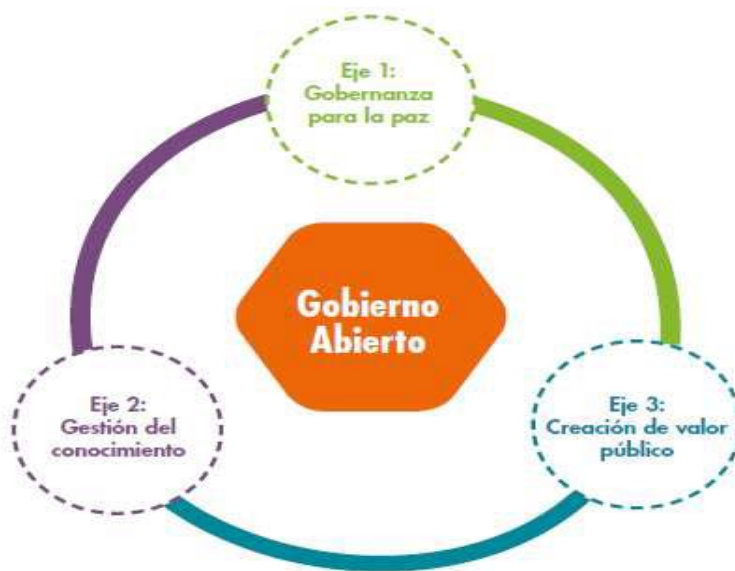 Eje 1:
Gobernanza
para la paz
Gobierno
Abierto
Eje 2:
Gestión del
conocimiento
Eje 3:
Creación de valor
público